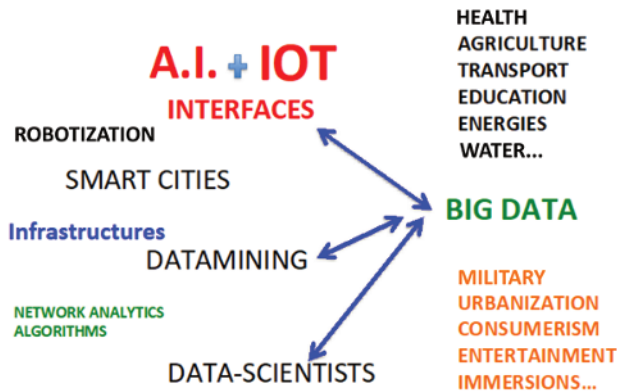 A.I. + IOT
INTERFACES
ROBOTIZATION
SMART CITIES
Infrastructures
DATAMINING
NETWORK ANALYTICS
ALGORITHMS
DATA-SCIENTISTS
HEALTH
AGRICULTURE
TRANSPORT
EDUCATION
ENERGIES
WATER...
BIG DATA
MILITARY
URBANIZATION
CONSUMERISM
ENTERTAINMENT
IMMERSIONS...